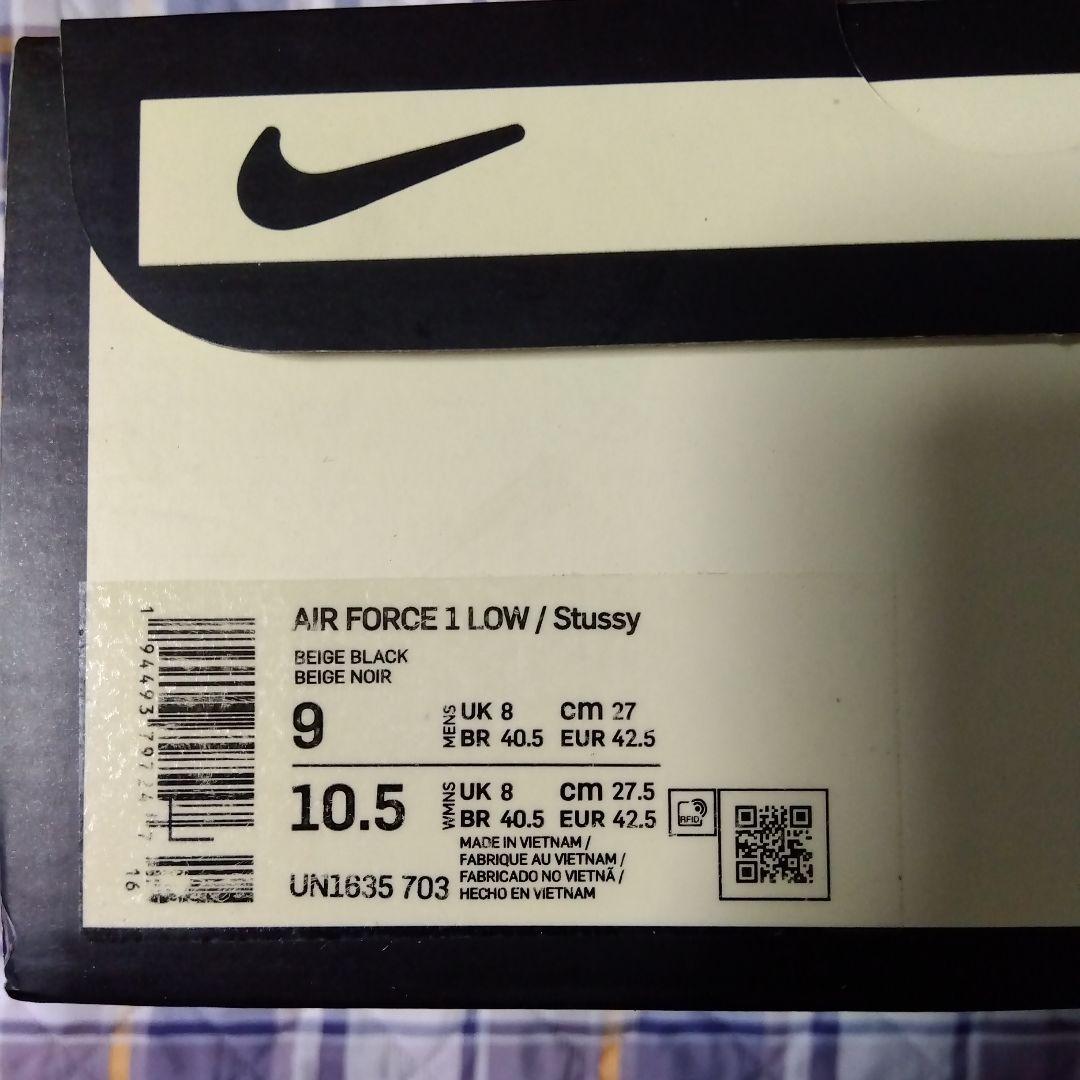 AIR FORCE 1 LOW / Stussy
BEIGE BLACK
BEIGE NOIR
9 MENS UK 8 cm 27
BR 40.5 EUR 42.5
10.5 WMNS UK 8 cm 27.5
BR 40.5 EUR 42.5
RFID
MADE IN VIETNAM /
FABRIQUE AU VIETNAM /
FABRICADO NO VIETNÃ /
HECHO EN VIETNAM
UN1635 703
16